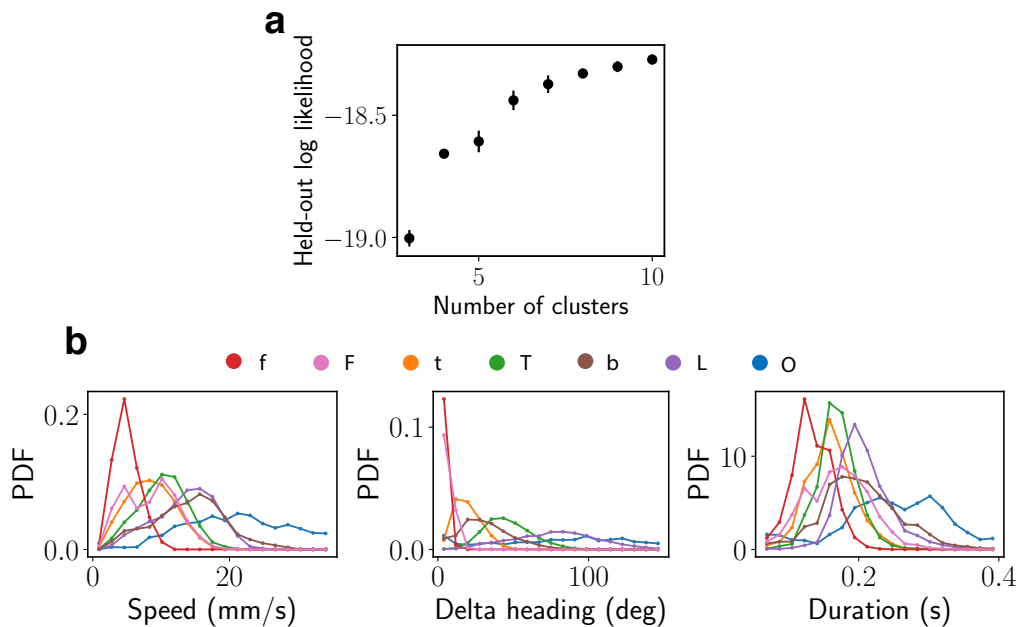 a
Held-out log likelihood
−18.5
−19.0
5 10
Number of clusters
b
f F t T b L O
PDF
0.2
0.0
0 20
Speed (mm/s)
PDF
0.1
0.0
0 100
Delta heading (deg)
PDF
10
0
0.2 0.4
Duration (s)